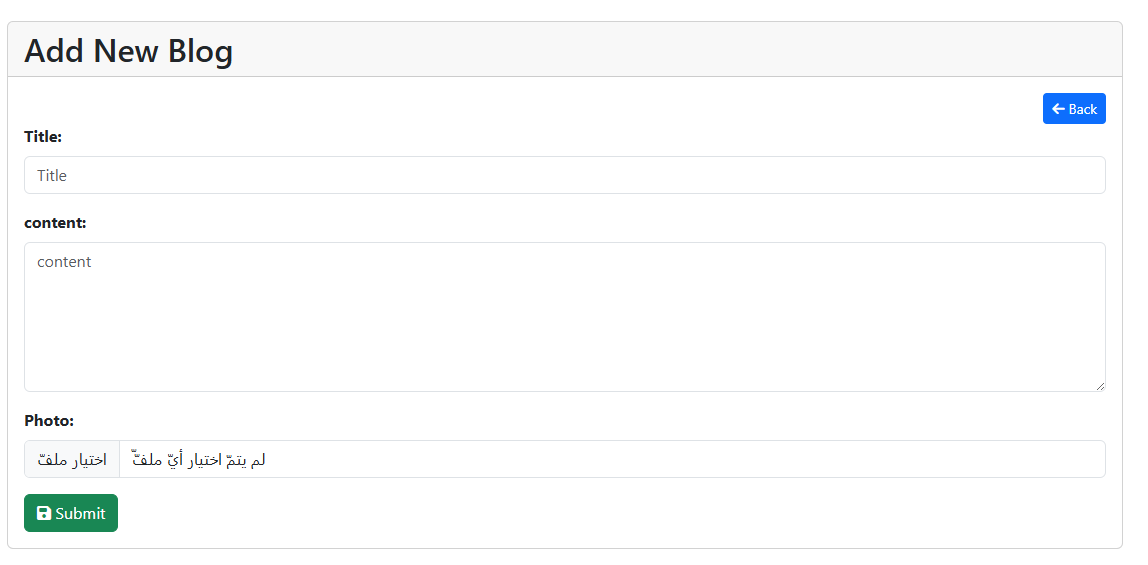 Add New Blog
Back
Title:
Title
content:
content
Photo:
اختيار ملفّ لم يتمّ اختيار أيّ ملفّ
Submit